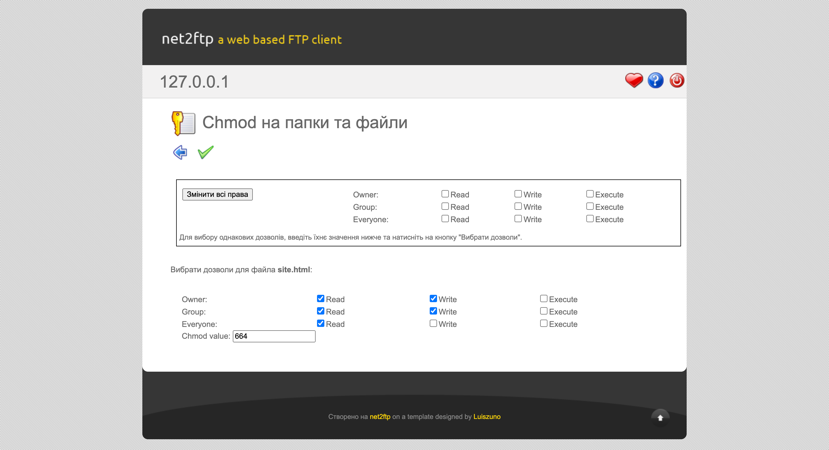 net2ftp a web based FTP client
127.0.0.1
Chmod на папки та файли
Змінити всі права
Owner: Read Write Execute
Group: Read Write Execute
Everyone: Read Write Execute
Для вибору однакових дозволів, введіть їхнє значення нижче та натисніть на кнопку "Вибрати дозволи".
Вибрати дозволи для файла site.html:
Owner: Read Write Execute
Group: Read Write Execute
Everyone: Read Write Execute
Chmod value: 664
Створено на net2ftp on a template designed by Luiszuno